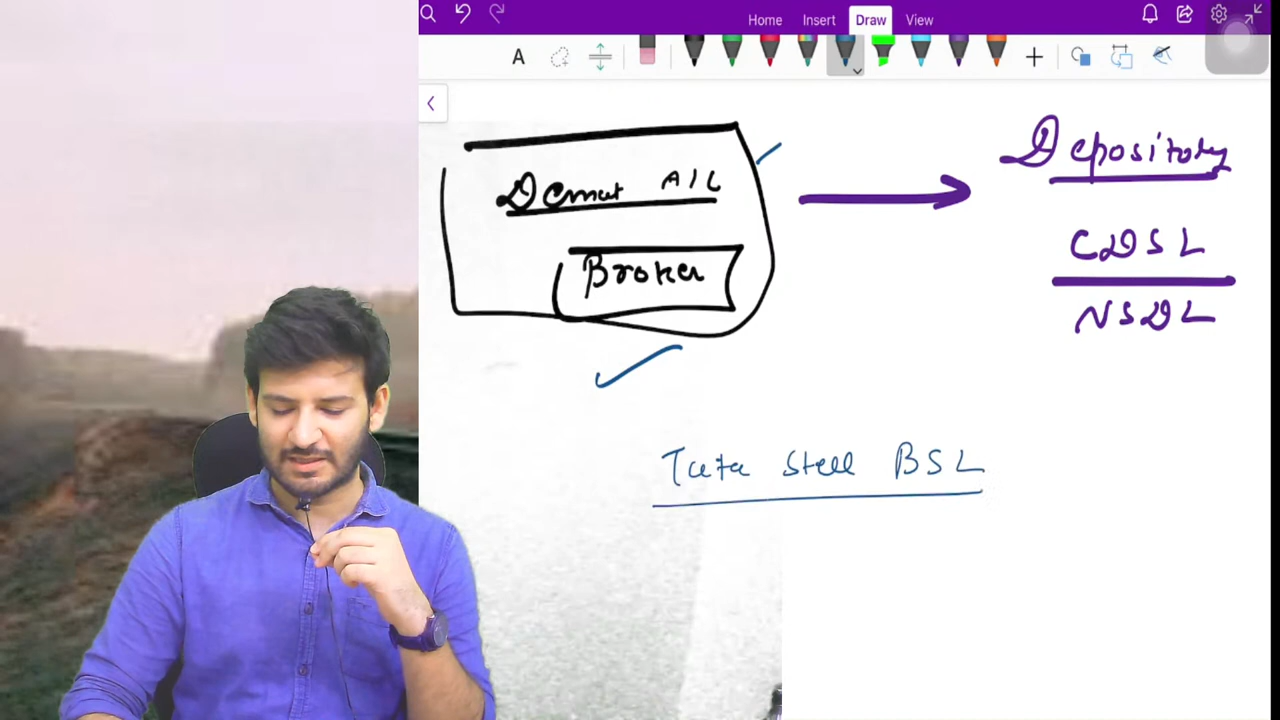 Home Insert Draw View
A
Demat A/C
Broker
Depository
CDSL
NSDL
Tata Steel BSL